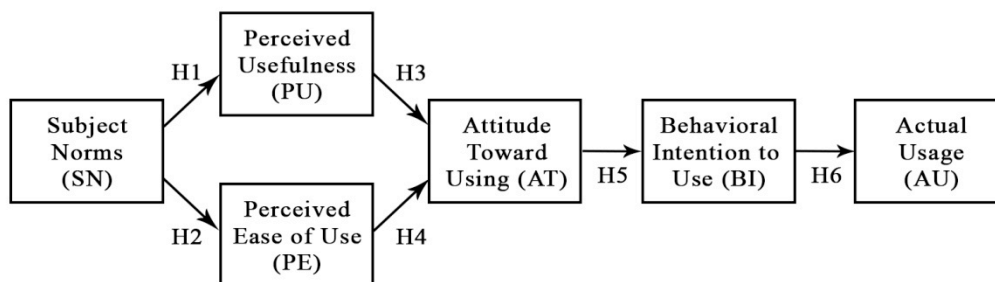 Subject
Norms
(SN)
H1
H2
Perceived
Usefulness
(PU)
Perceived
Ease of Use
(PE)
H3
H4
Attitude
Toward
Using (AT)
H5
Behavioral
Intention to
Use (BI)
H6
Actual
Usage
(AU)